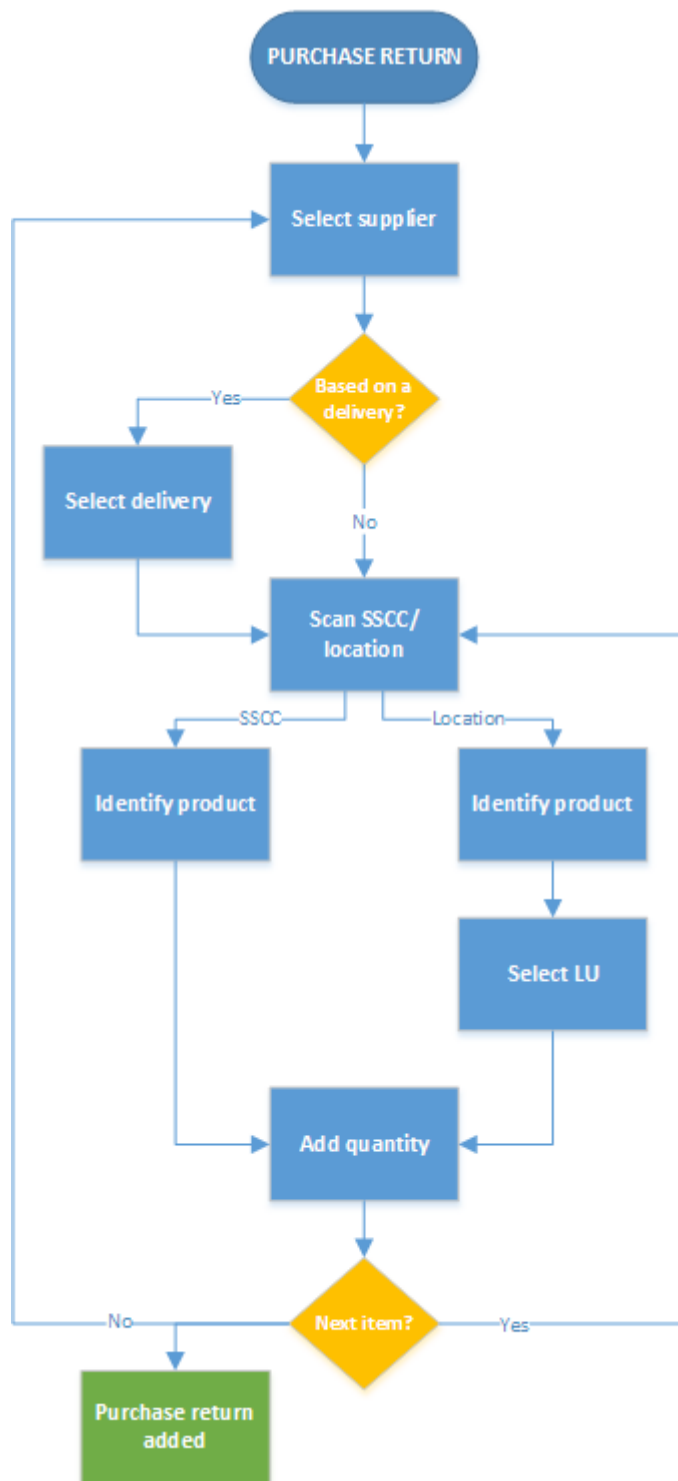 PURCHASE RETURN
Select supplier
Based on a
delivery?
Yes
Select delivery
No
Scan SSCC/
location
SSCC
Location
Identify product
Identify product
Select LU
Add quantity
Next item?
No
Yes
Purchase return
added